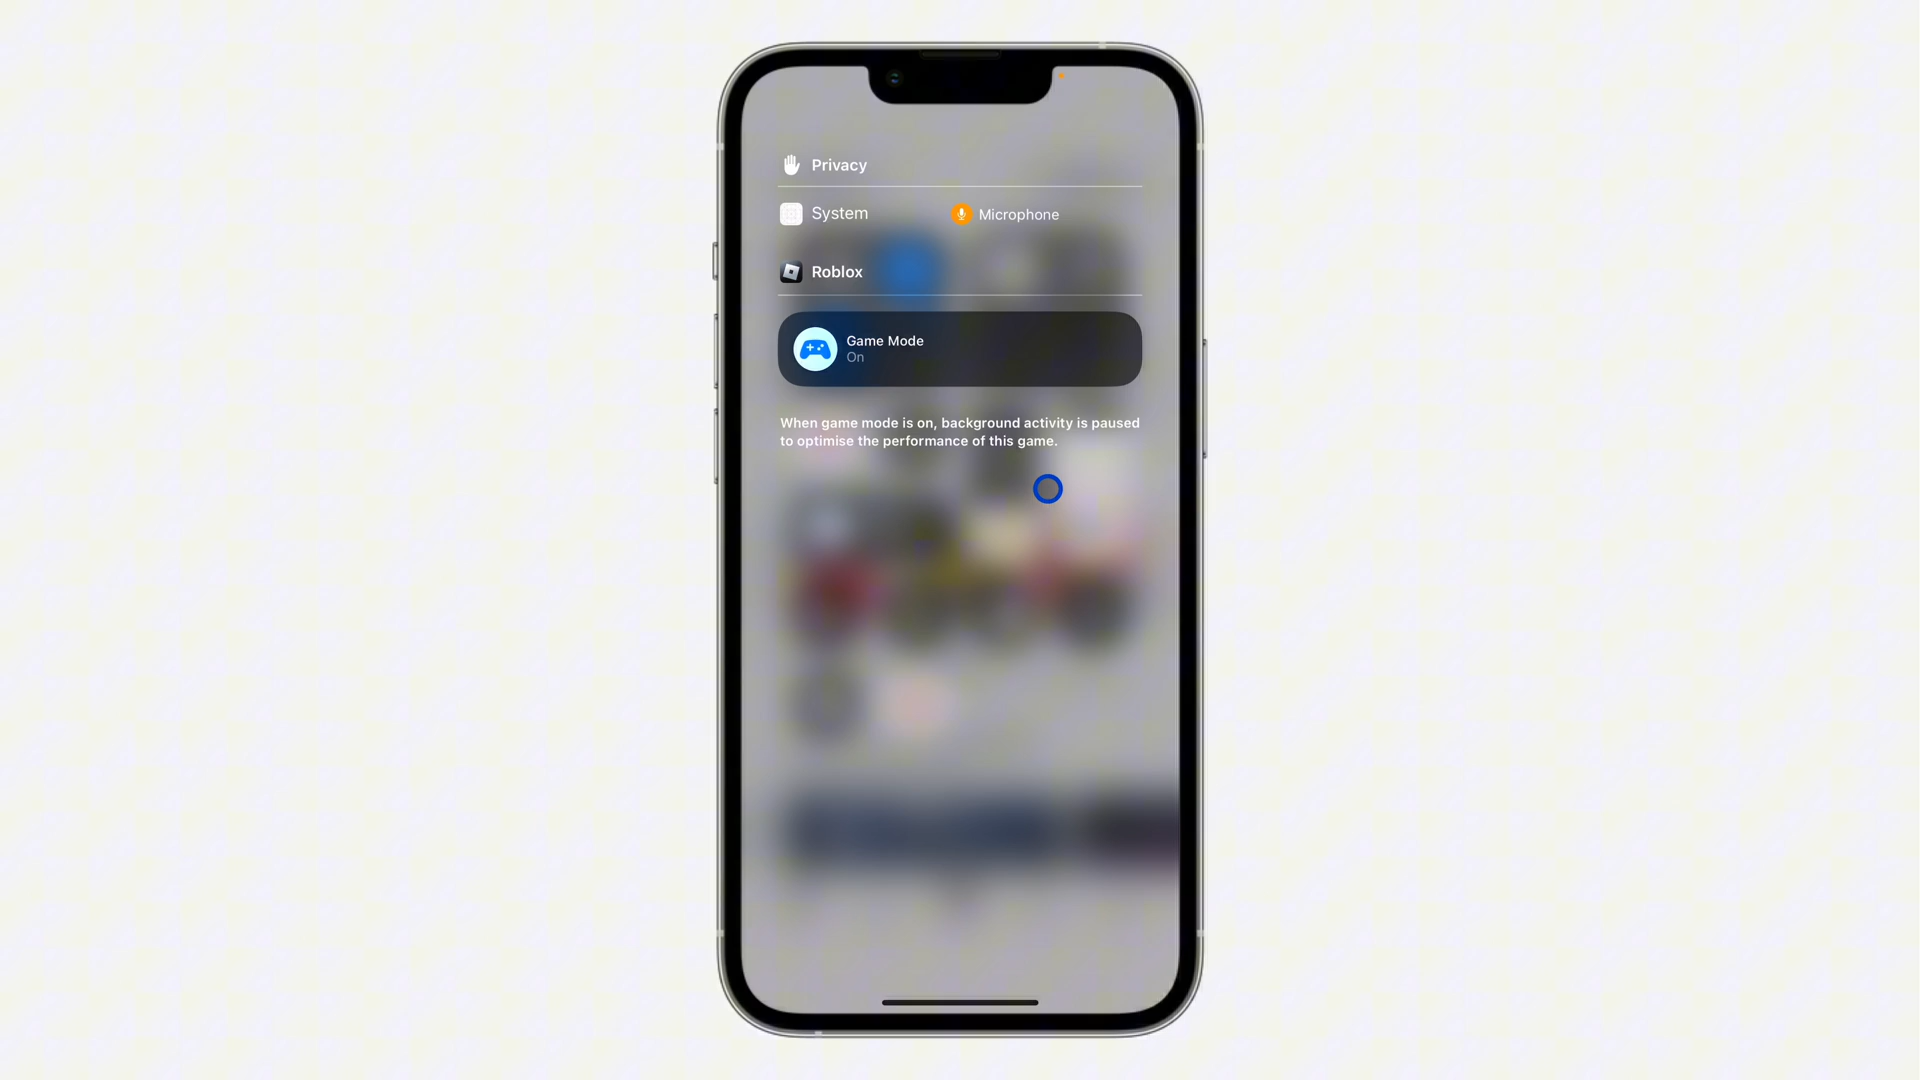 Privacy
System
Microphone
Roblox
Game Mode
On
When game mode is on, background activity is paused
to optimise the performance of this game.